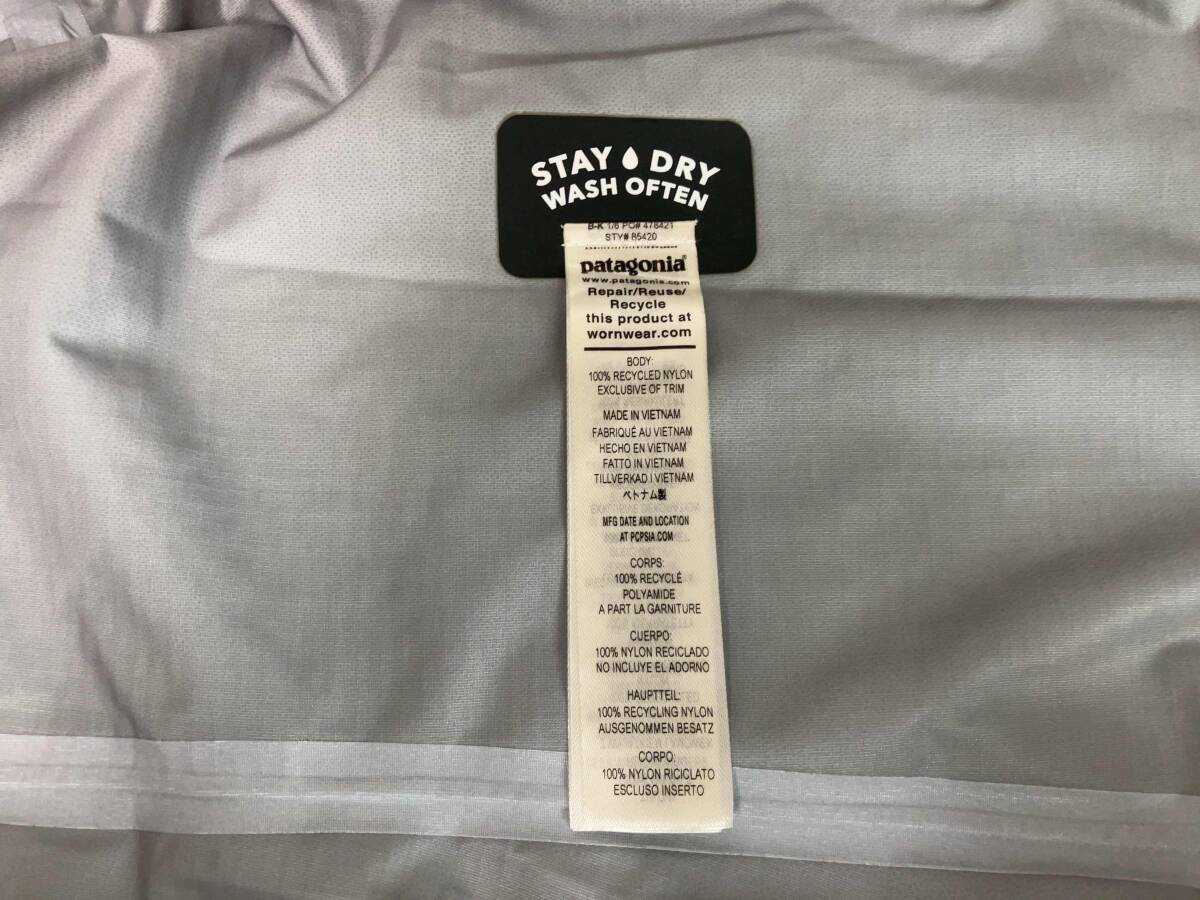 STAY DRY
WASH OFTEN
B-K 1/6 PO# 478421
STY# 85420
patagonia®
www.patagonia.com
Repair/Reuse/
Recycle
this product at
wornwear.com
BODY:
100% RECYCLED NYLON
EXCLUSIVE OF TRIM
MADE IN VIETNAM
FABRIQUÉ AU VIETNAM
HECHO EN VIETNAM
FATTO IN VIETNAM
TILLVERKAD I VIETNAM
ベトナム製
MFG DATE AND LOCATION
AT PCPSIA.COM
CORPS:
100% RECYCLÉ
POLYAMIDE
A PART LA GARNITURE
CUERPO:
100% NYLON RECICLADO
NO INCLUYE EL ADORNO
HAUPTTEIL:
100% RECYCLING NYLON
AUSGENOMMEN BESATZ
CORPO:
100% NYLON RICICLATO
ESCLUSO INSERTO